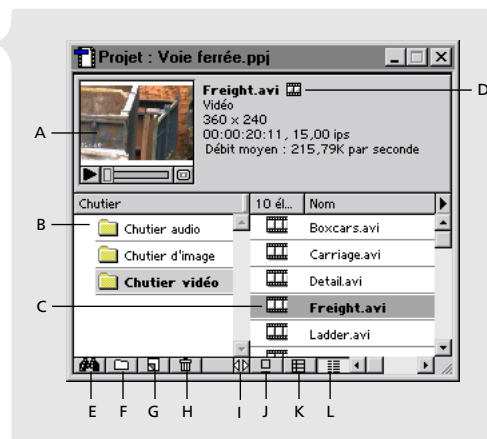 Projet : Voie ferrée.ppj
Freight.avi
D
Vidéo
360 x 240
00:00:20:11, 15,00 ips
Débit moyen : 215,79K par seconde
A
Chutier
10 él...
Nom
B
Chutier audio
Boxcars.avi
Chutier d'image
Carriage.avi
Chutier vidéo
Detail.avi
C
Freight.avi
Ladder.avi
E
F
G
H
I
J
K
L